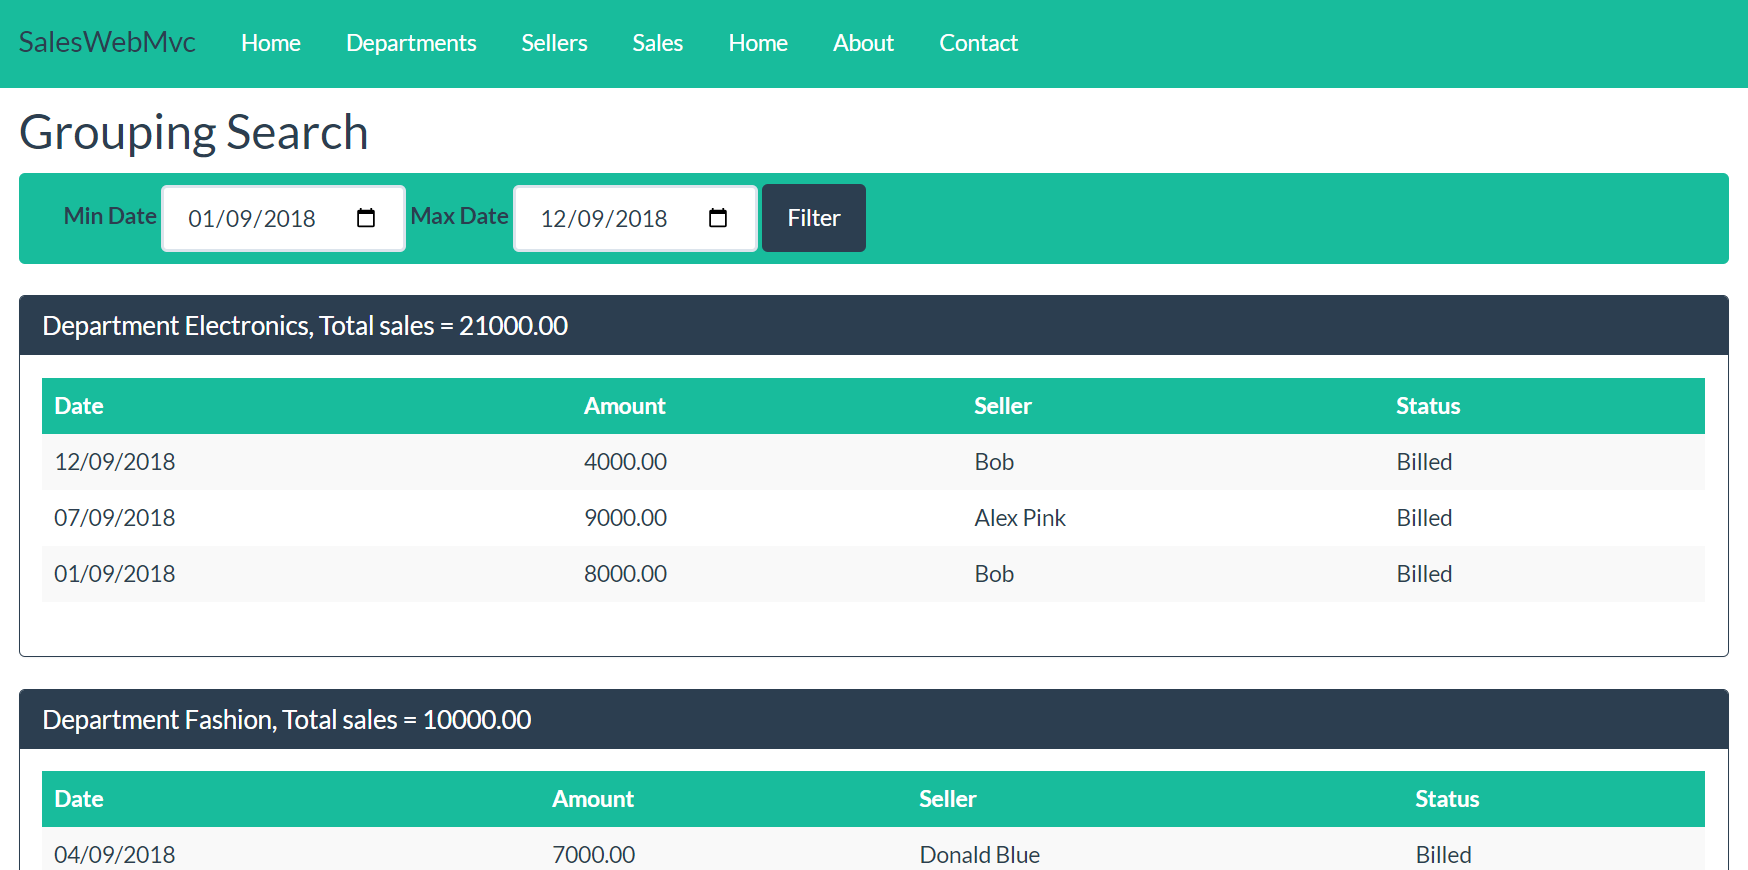 SalesWebMvc Home Departments Sellers Sales Home About Contact
Grouping Search
Min Date 01/09/2018 Max Date 12/09/2018 Filter
Department Electronics, Total sales = 21000.00
Date Amount Seller Status
12/09/2018 4000.00 Bob Billed
07/09/2018 9000.00 Alex Pink Billed
01/09/2018 8000.00 Bob Billed
Department Fashion, Total sales = 10000.00
Date Amount Seller Status
04/09/2018 7000.00 Donald Blue Billed